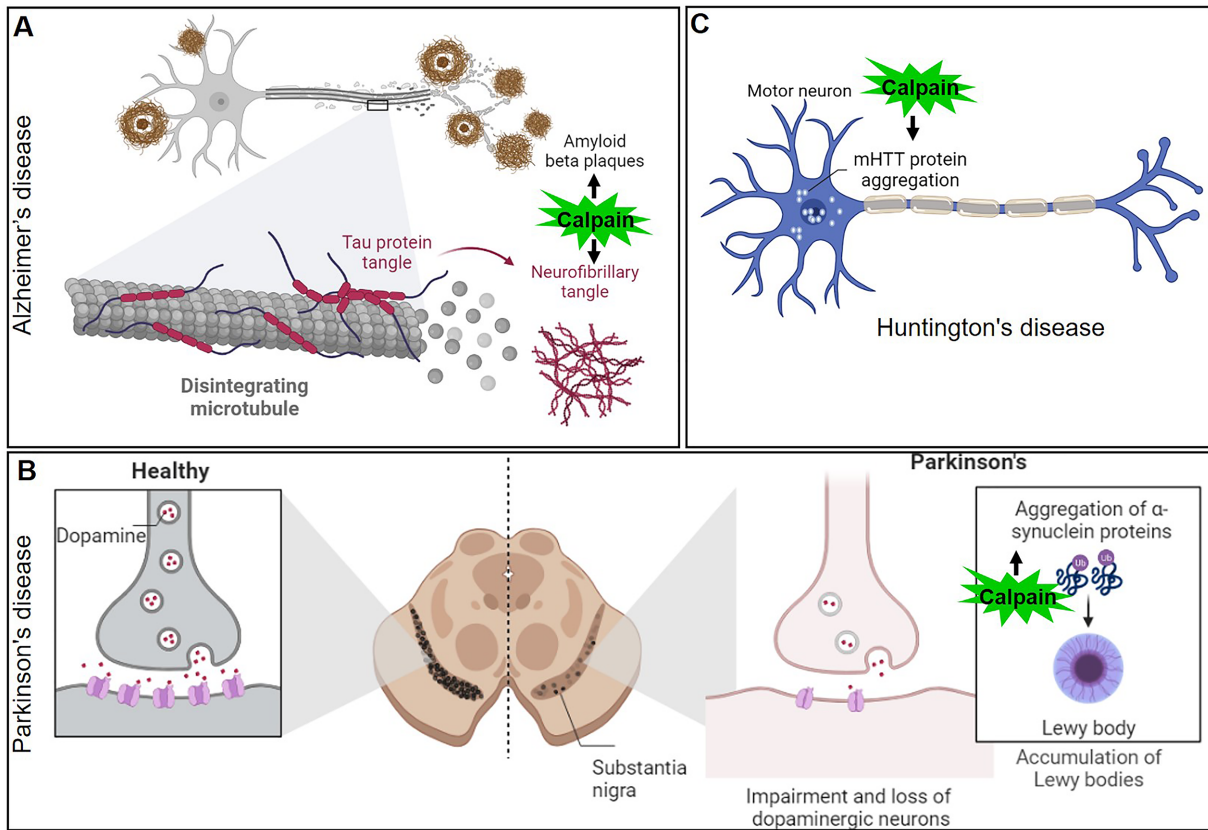 A
Alzheimer's disease
Amyloid
beta plaques
Calpain
Tau protein
tangle
Neurofibrillary
tangle
Disintegrating
microtubule
C
Motor neuron
Calpain
mHTT protein
aggregation
Huntington's disease
B
Parkinson's disease
Healthy
Dopamine
Substantia
nigra
Parkinson's
Impairment and loss of
dopaminergic neurons
Aggregation of α-
synuclein proteins
Ub
Ub
Calpain
Lewy body
Accumulation of
Lewy bodies